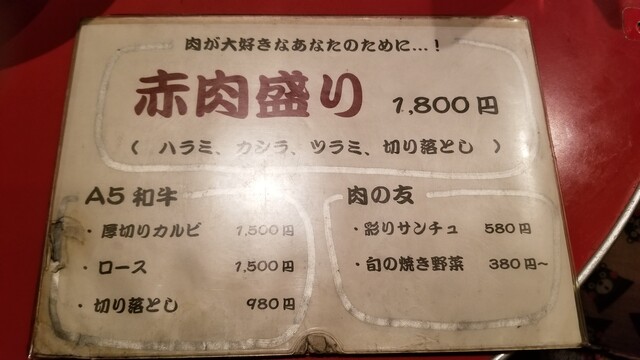 肉が大好きなあなたのために…!
赤肉盛り 1,800円
( ハラミ、カシラ、ツラミ、切り落とし )
A5和牛
・厚切りカルビ 1,500円
・ロース 1,500円
・切り落とし 980円
肉の友
・彩りサンチュ 580円
・旬の焼き野菜 380円~